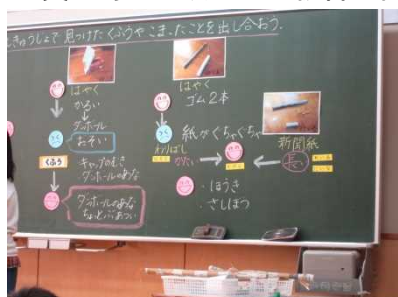 きゅうしょで見つけたくふうやこまったことを出し合おう。
はやく
かるい
ダンボール
おそい
くふう
キャップのむき
・ダンボールのあな
ダンボールのあな
ちょっとぶあつい
はやく
ゴム2本
紙がぐちゃぐちゃ
わりばし
かたい
新聞紙
長い
・ほうき
・さしぼう